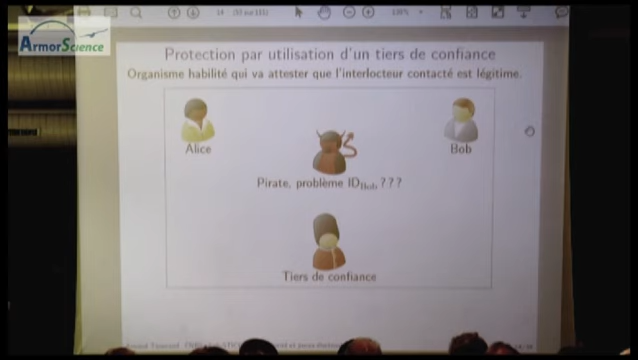 ArmorScience
Protection par utilisation d'un tiers de confiance
Organisme habilité qui va attester que l'interlocuteur contacté est légitime.
Alice
Bob
Pirate, problème ID_Bob ? ? ?
Tiers de confiance